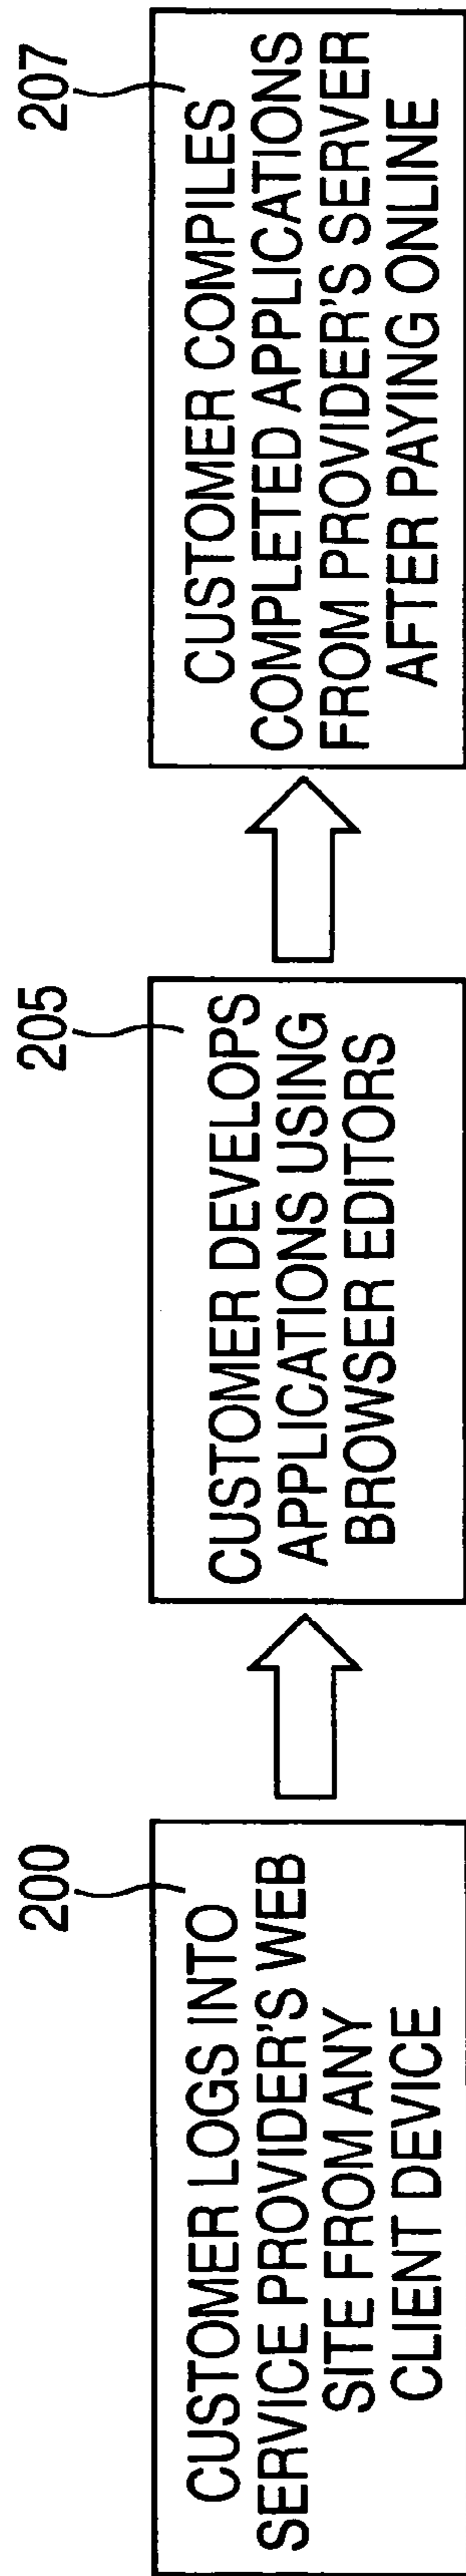 200
CUSTOMER LOGS INTO
SERVICE PROVIDER'S WEB
SITE FROM ANY
CLIENT DEVICE
205
CUSTOMER DEVELOPS
APPLICATIONS USING
BROWSER EDITORS
207
CUSTOMER COMPILES
COMPLETED APPLICATIONS
FROM PROVIDER'S SERVER
AFTER PAYING ONLINE